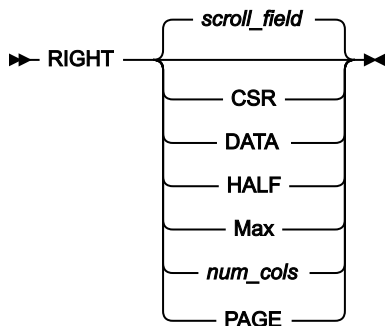 scroll_field
RIGHT
CSR
DATA
HALF
Max
num_cols
PAGE